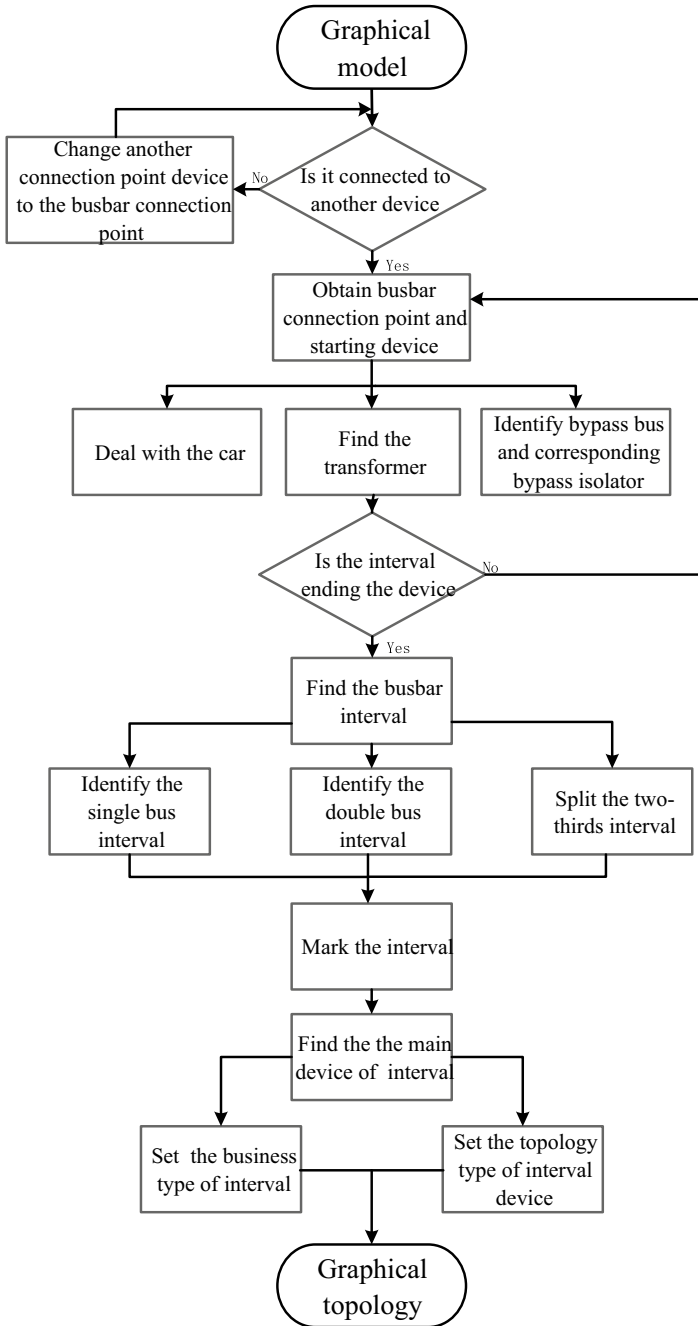 Graphical
model
Change another
connection point device
to the busbar connection
point
No
Is it connected to
another device
Yes
Obtain busbar
connection point and
starting device
Deal with the car
Find the
transformer
Identify bypass bus
and corresponding
bypass isolator
Is the interval
ending the device
No
Yes
Find the busbar
interval
Identify the
single bus
interval
Identify the
double bus
interval
Split the two-
thirds interval
Mark the interval
Find the the main
device of interval
Set the business
type of interval
Set the topology
type of interval
device
Graphical
topology